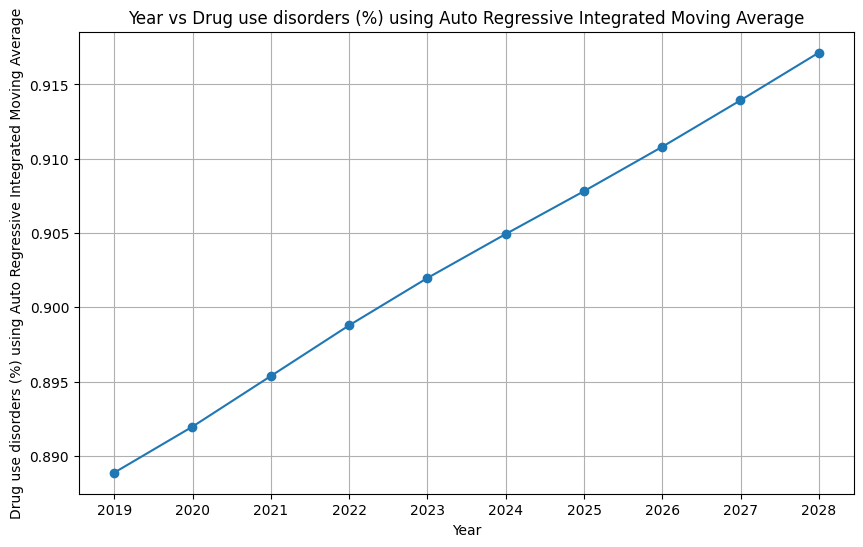 Year vs Drug use disorders (%) using Auto Regressive Integrated Moving Average
Drug use disorders (%) using Auto Regressive Integrated Moving Average
0.915
0.910
0.905
0.900
0.895
0.890
2019 2020 2021 2022 2023 2024 2025 2026 2027 2028
Year